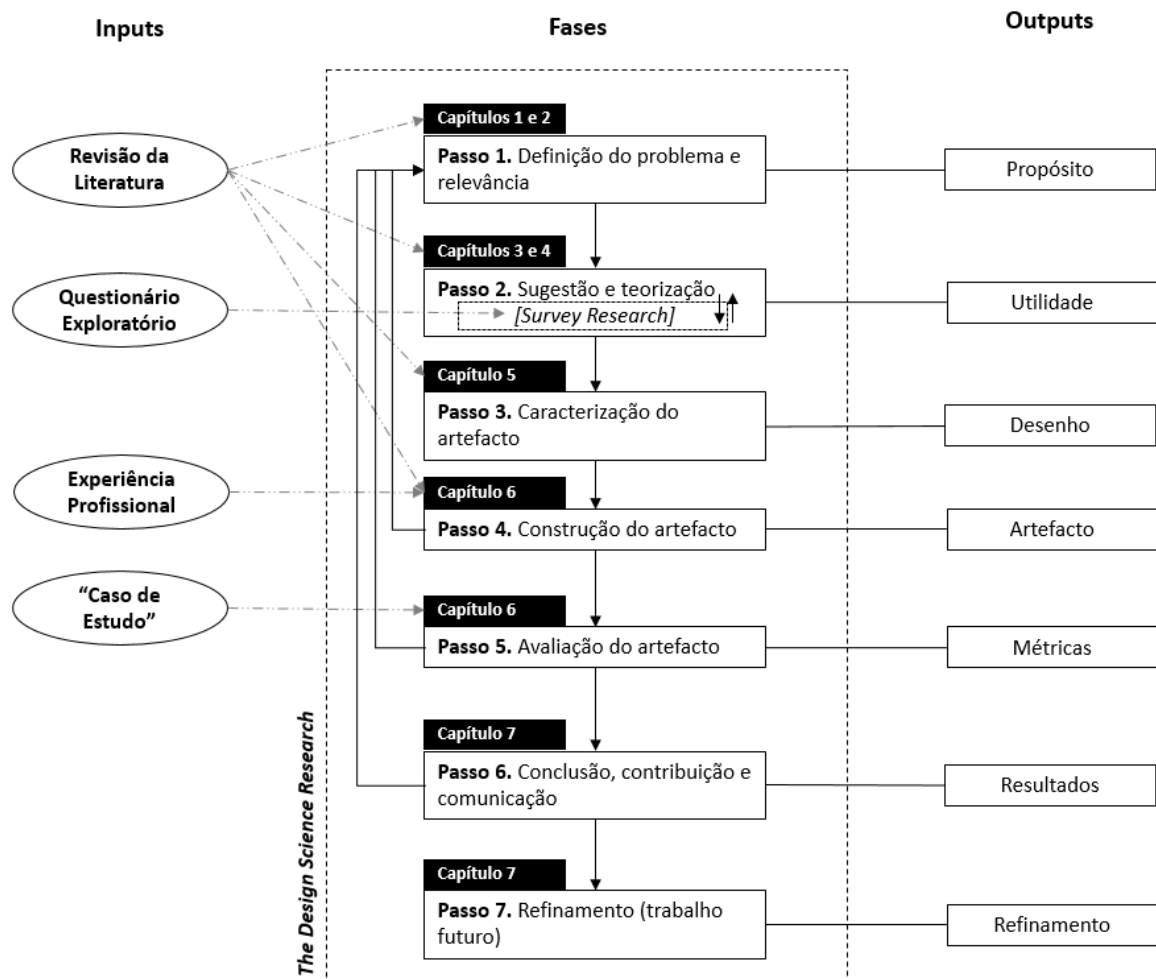 Inputs
Fases
Outputs
Capítulos 1 e 2
Revisão da
Literatura
Passo 1. Definição do problema e
relevância
Propósito
Capítulos 3 e 4
Questionário
Exploratório
Passo 2. Sugestão e teorização
[Survey Research]
Utilidade
Capítulo 5
Passo 3. Caracterização do
artefacto
Desenho
Experiência
Profissional
Capítulo 6
Passo 4. Construção do artefacto
Artefacto
“Caso de
Estudo”
Capítulo 6
Passo 5. Avaliação do artefacto
Métricas
Capítulo 7
Passo 6. Conclusão, contribuição e
comunicação
Resultados
Capítulo 7
Passo 7. Refinamento (trabalho
futuro)
Refinamento
The Design Science Research